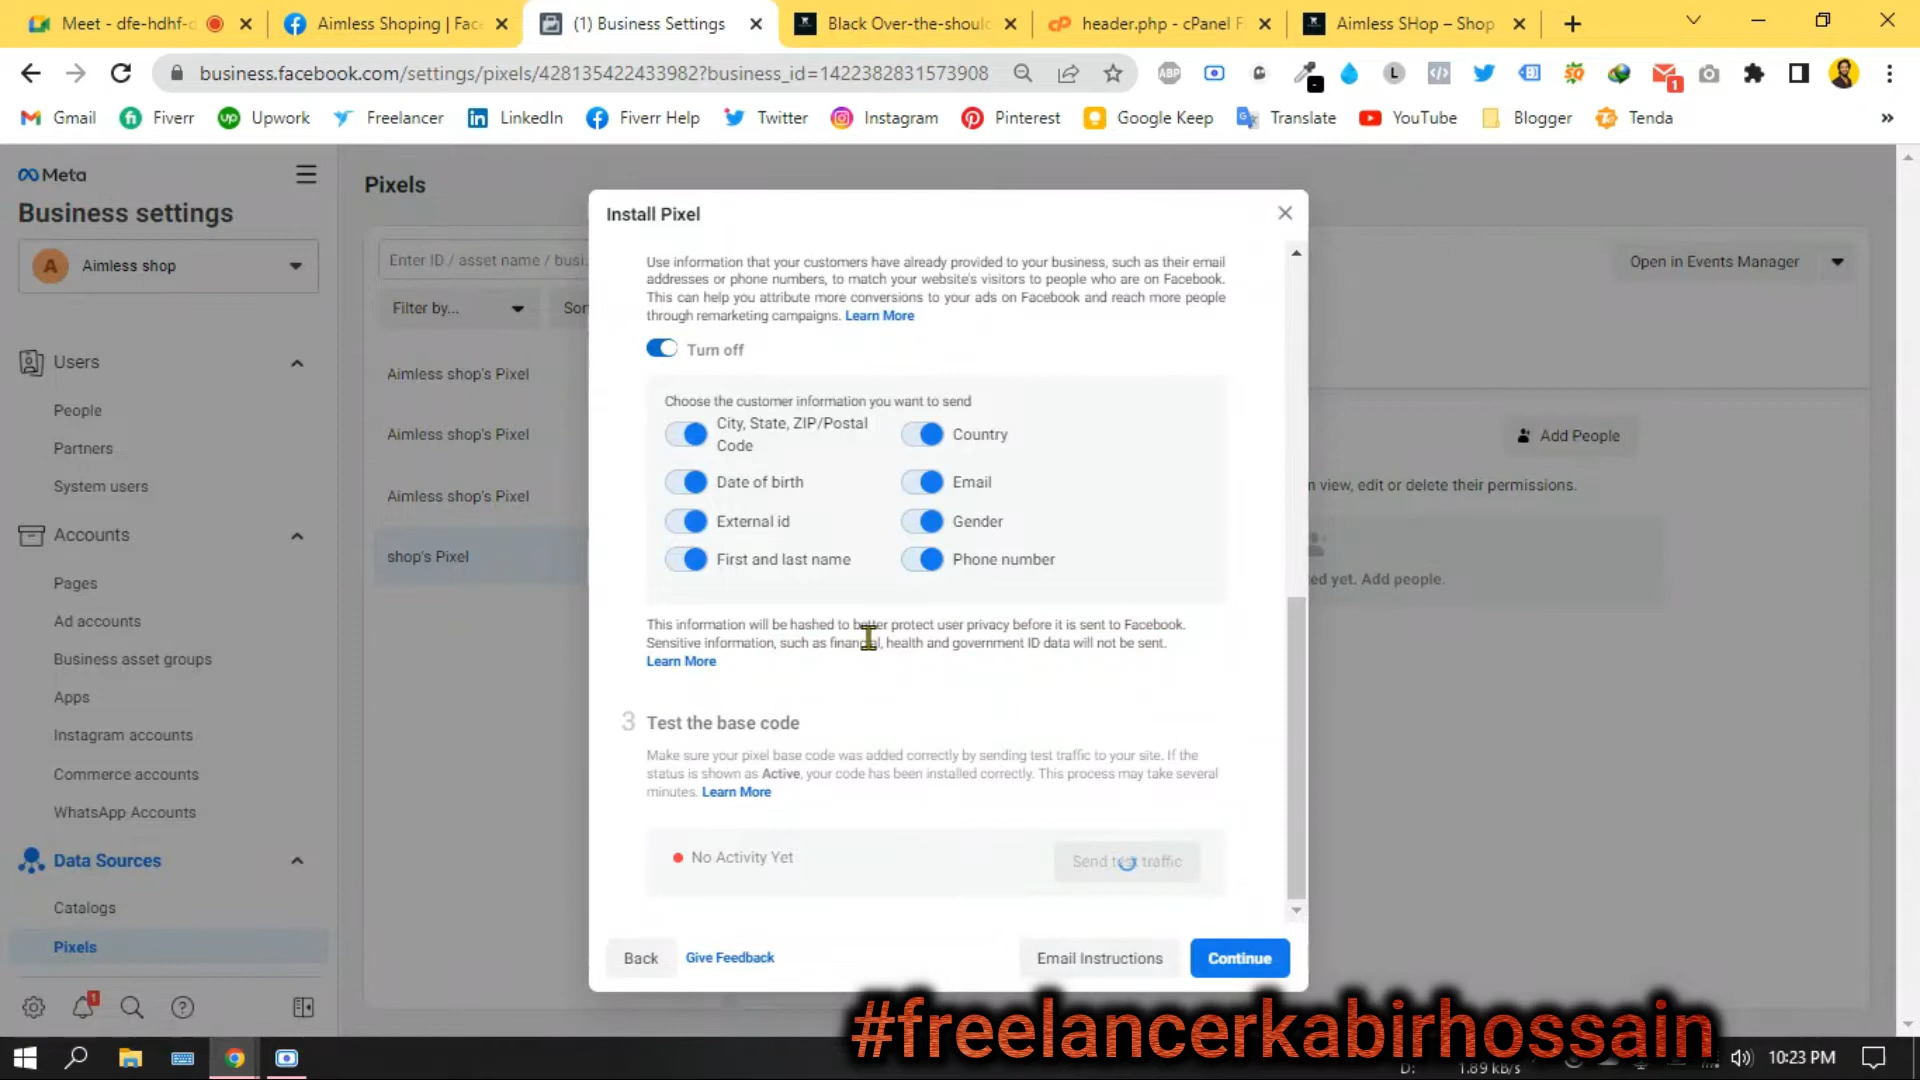 Meet - dfe-hdhf-d
Aimless Shoping | Fac
(1) Business Settings
Black Over-the-should
header.php - cPanel F
Aimless SHop – Shop
business.facebook.com/settings/pixels/428135422433982?business_id=1422382831573908
ABP
L
SQ
1
Gmail
Fiverr
Upwork
Freelancer
LinkedIn
Fiverr Help
Twitter
Instagram
Pinterest
Google Keep
Translate
YouTube
Blogger
Tenda
Meta
Business settings
A
Aimless shop
Users
People
Partners
System users
Accounts
Pages
Ad accounts
Business asset groups
Apps
Instagram accounts
Commerce accounts
WhatsApp Accounts
Data Sources
Catalogs
Pixels
1
Pixels
Enter ID / asset name / busi...
Filter by...
Sor
Aimless shop's Pixel
Aimless shop's Pixel
Aimless shop's Pixel
shop's Pixel
Open in Events Manager
Add People
n view, edit or delete their permissions.
ed yet. Add people.
Install Pixel
Use information that your customers have already provided to your business, such as their email
addresses or phone numbers, to match your website's visitors to people who are on Facebook.
This can help you attribute more conversions to your ads on Facebook and reach more people
through remarketing campaigns. Learn More
Turn off
Choose the customer information you want to send
City, State, ZIP/Postal
Code
Country
Date of birth
Email
External id
Gender
First and last name
Phone number
This information will be hashed to better protect user privacy before it is sent to Facebook.
Sensitive information, such as financial, health and government ID data will not be sent.
Learn More
3 Test the base code
Make sure your pixel base code was added correctly by sending test traffic to your site. If the
status is shown as Active, your code has been installed correctly. This process may take several
minutes. Learn More
No Activity Yet
Send test traffic
Back
Give Feedback
Email Instructions
Continue
#freelancerkabirhossain
D:
1.89 kB/s
10:23 PM